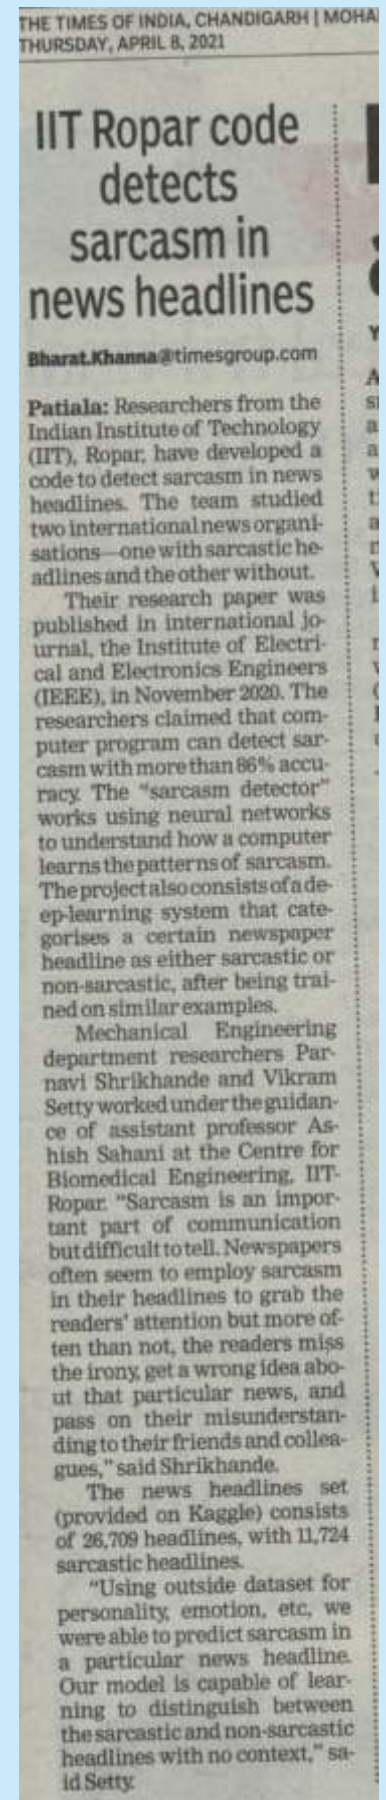 THE TIMES OF INDIA, CHANDIGARH | MOHA
THURSDAY, APRIL 8, 2021
IIT Ropar code
detects
sarcasm in
news headlines
Bharat.Khanna@timesgroup.com
Patiala: Researchers from the
Indian Institute of Technology
(IIT), Ropar, have developed a
code to detect sarcasm in news
headlines. The team studied
two international news organi-
sations—one with sarcastic he-
adlines and the other without.
Their research paper was
published in international jo-
urnal, the Institute of Electri-
cal and Electronics Engineers
(IEEE), in November 2020. The
researchers claimed that com-
puter program can detect sar-
casm with more than 86% accu-
racy. The "sarcasm detector"
works using neural networks
to understand how a computer
learns the patterns of sarcasm.
The project also consists of a de-
ep-learning system that cate-
gorises a certain newspaper
headline as either sarcastic or
non-sarcastic, after being trai-
ned on similar examples.
Mechanical Engineering
department researchers Par-
navi Shrikhande and Vikram
Setty worked under the guidan-
ce of assistant professor As-
hish Sahani at the Centre for
Biomedical Engineering, IIT-
Ropar. "Sarcasm is an impor-
tant part of communication
but difficult to tell. Newspapers
often seem to employ sarcasm
in their headlines to grab the
readers' attention but more of-
ten than not, the readers miss
the irony, get a wrong idea abo-
ut that particular news, and
pass on their misunderstan-
ding to their friends and collea-
gues," said Shrikhande.
The news headlines set
(provided on Kaggle) consists
of 26,709 headlines, with 11,724
sarcastic headlines.
"Using outside dataset for
personality, emotion, etc, we
were able to predict sarcasm in
a particular news headline.
Our model is capable of lear-
ning to distinguish between
the sarcastic and non-sarcastic
headlines with no context," sa-
id Setty.